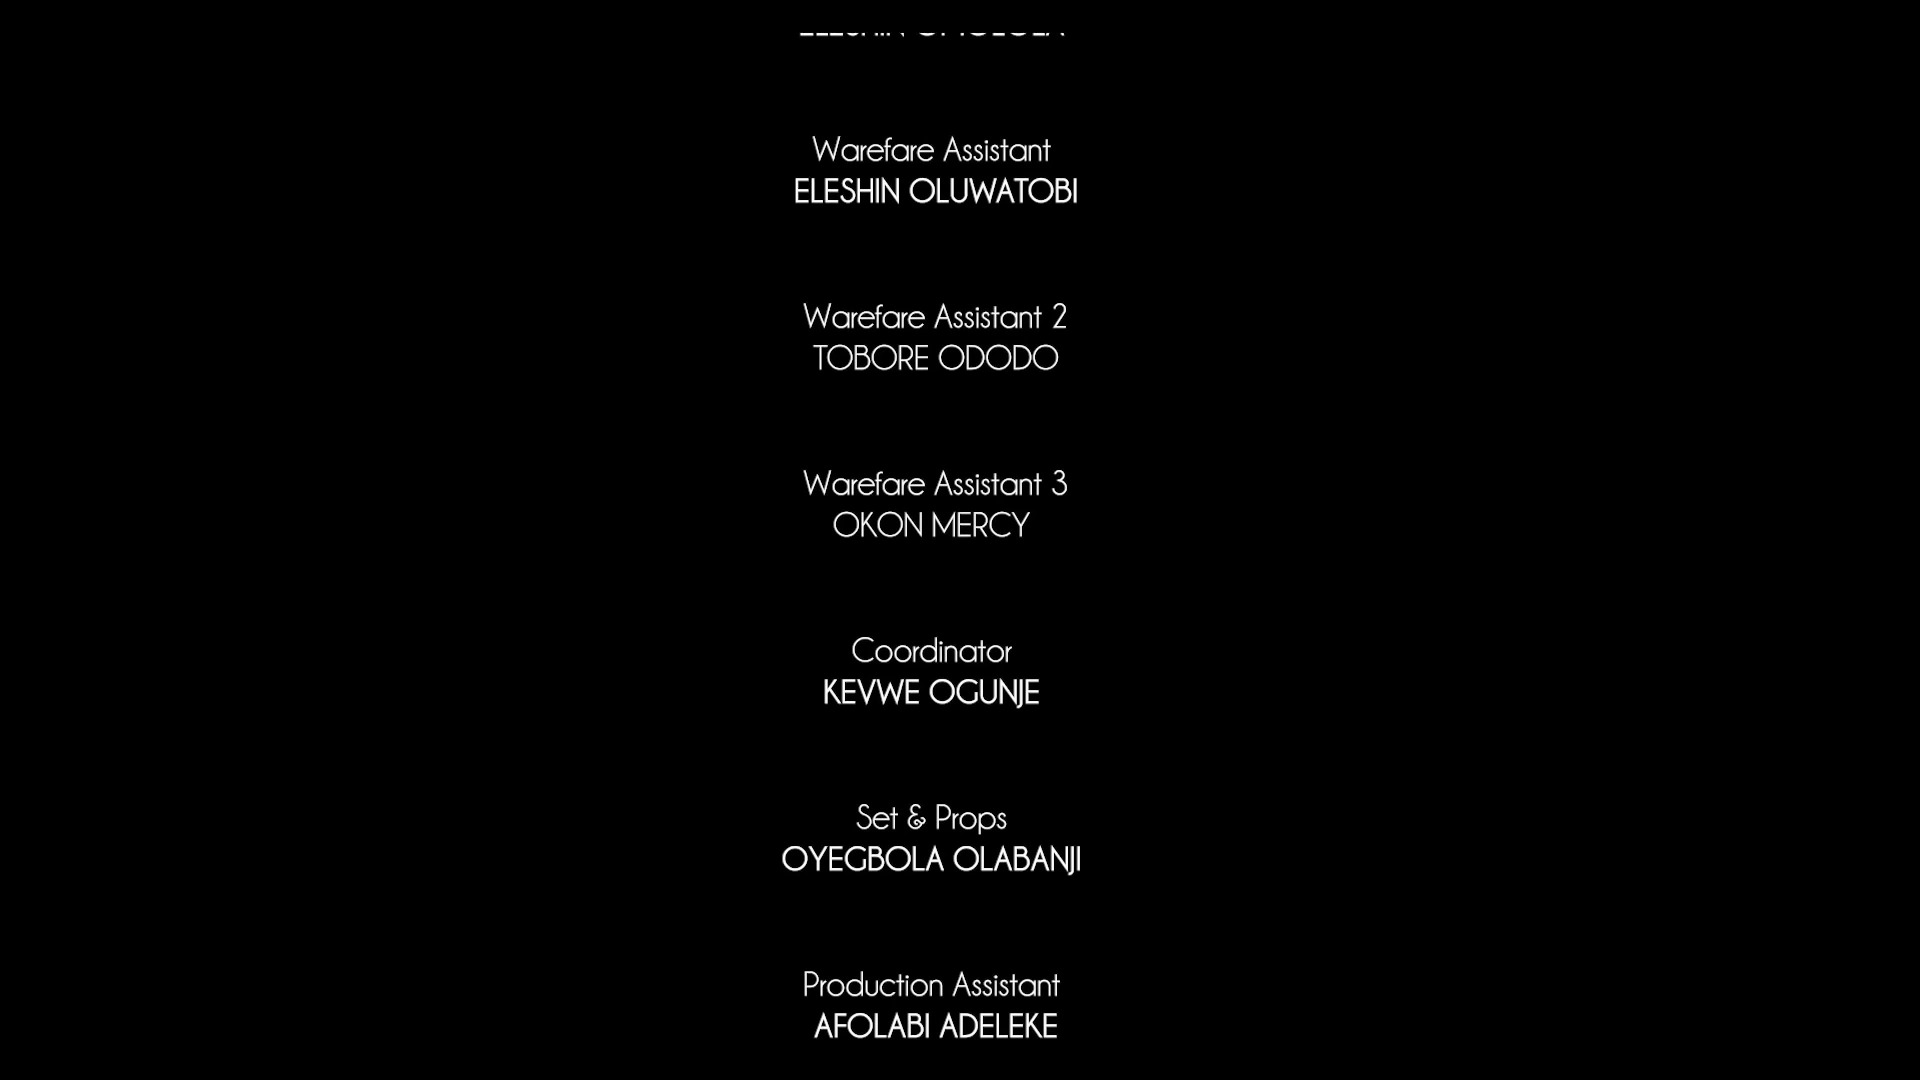 ELESHIN
Warefare Assistant
ELESHIN OLUWATOBI
Warefare Assistant 2
TOBORE ODODO
Warefare Assistant 3
OKON MERCY
Coordinator
KEVWE OGUNJE
Set & Props
OYEGBOLA OLABANJI
Production Assistant
AFOLABI ADELEKE